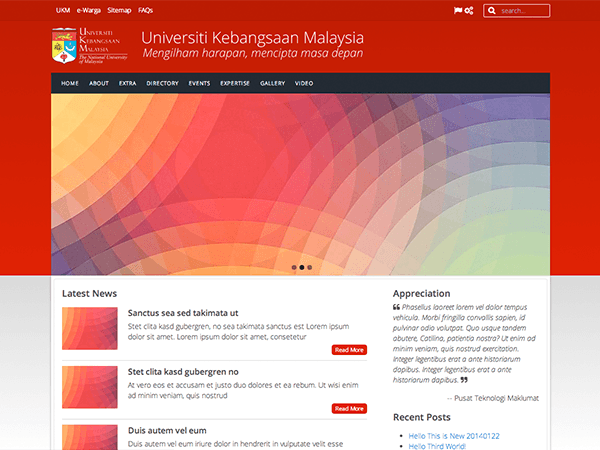 UKM e-Warga Sitemap FAQs
search...
UNIVERSITI KEBANGSAAN MALAYSIA
The National University of Malaysia
Universiti Kebangsaan Malaysia
Mengilham harapan, mencipta masa depan
HOME ABOUT EXTRA DIRECTORY EVENTS EXPERTISE GALLERY VIDEO
Latest News
Sanctus sea sed takimata ut
Stet clita kasd gubergren, no sea takimata sanctus est Lorem ipsum
dolor sit amet. Lorem ipsum dolor sit amet, consetetur
Read More
Stet clita kasd gubergren no
At vero eos et accusam et justo duo dolores et ea rebum. Ut wisi enim
ad minim veniam, quis nostrud
Read More
Duis autem vel eum
Duis autem vel eum iriure dolor in hendrerit in vulputate velit esse
Appreciation
❝ Phasellus laoreet lorem vel dolor tempus
vehicula. Morbi fringilla convallis sapien, id
pulvinar odio volutpat. Quo usque tandem
abutere, Catilina, patientia nostra? Ut enim ad
minim veniam, quis nostrud exercitation.
Integer legentibus erat a ante historiarum
dapibus. Integer legentibus erat a ante
historiarum dapibus. ❞
-- Pusat Teknologi Maklumat
Recent Posts
• Hello This is New 20140122
• Hello Third World!